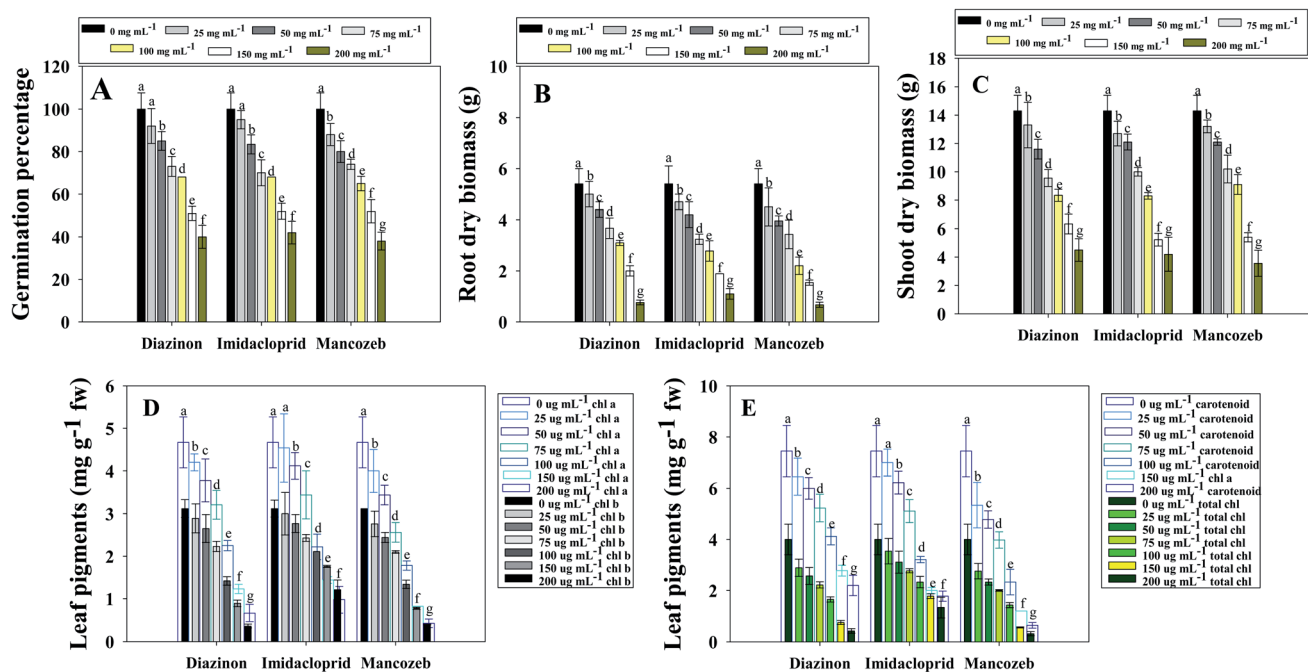 0 mg mL-1 25 mg mL-1 50 mg mL-1 75 mg mL-1
100 mg mL-1 150 mg mL-1 200 mg mL-1
A
Germination percentage
120
100
80
60
40
20
0
a a b c d e f
a a b c d e f
a b c d e f g
Diazinon Imidacloprid Mancozeb
0 mg mL-1 25 mg mL-1 50 mg mL-1 75 mg mL-1
100 mg mL-1 150 mg mL-1 200 mg mL-1
B
Root dry biomass (g)
10
8
6
4
2
0
a b c d e f g
a b c d e f g
a b c d e f g
Diazinon Imidacloprid Mancozeb
0 mg mL-1 25 mg mL-1 50 mg mL-1 75 mg mL-1
100 mg mL-1 150 mg mL-1 200 mg mL-1
C
Shoot dry biomass (g)
18
16
14
12
10
8
6
4
2
0
a b c d e f g
a b c d e f g
a b c d e f g
Diazinon Imidacloprid Mancozeb
D
Leaf pigments (mg g-1 fw)
6
5
4
3
2
1
0
a b c d e f g
a a b c d e f
a b c d e f g
Diazinon Imidacloprid Mancozeb
0 ug mL-1 chl a
25 ug mL-1 chl a
50 ug mL-1 chl a
75 ug mL-1 chl a
100 ug mL-1 chl a
150 ug mL-1 chl a
200 ug mL-1 chl a
0 ug mL-1 chl b
25 ug mL-1 chl b
50 ug mL-1 chl b
75 ug mL-1 chl b
100 ug mL-1 chl b
150 ug mL-1 chl b
200 ug mL-1 chl b
E
Leaf pigments (mg g-1 fw)
10
8
6
4
2
0
a b c d e f g
a a b c d e f
a b c d e f g
Diazinon Imidacloprid Mancozeb
0 ug mL-1 carotenoid
25 ug mL-1 carotenoid
50 ug mL-1 carotenoid
75 ug mL-1 carotenoid
100 ug mL-1 carotenoid
150 ug mL-1 chl a
200 ug mL-1 carotenoid
0 ug mL-1 total chl
25 ug mL-1 total chl
50 ug mL-1 total chl
75 ug mL-1 total chl
100 ug mL-1 total chl
150 ug mL-1 total chl
200 ug mL-1 total chl